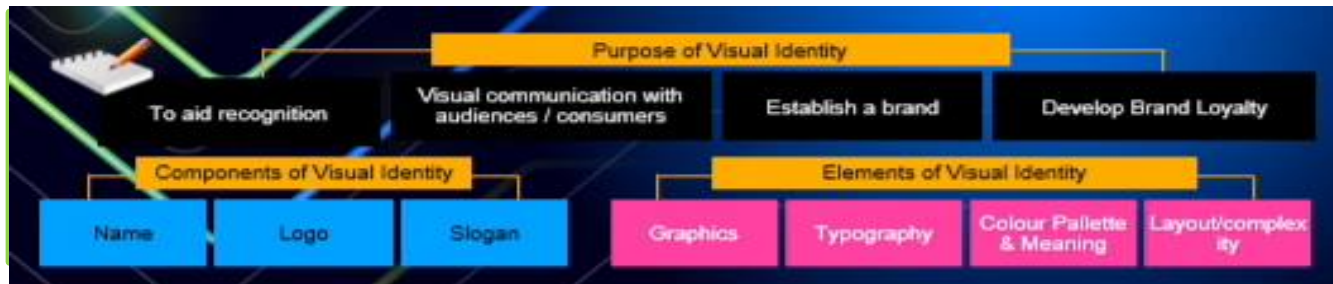 Purpose of Visual Identity
To aid recognition
Visual communication with
audiences / consumers
Establish a brand
Develop Brand Loyalty
Components of Visual Identity
Elements of Visual Identity
Name
Logo
Slogan
Graphics
Typography
Colour Pallette
& Meaning
Layout/complex
ity